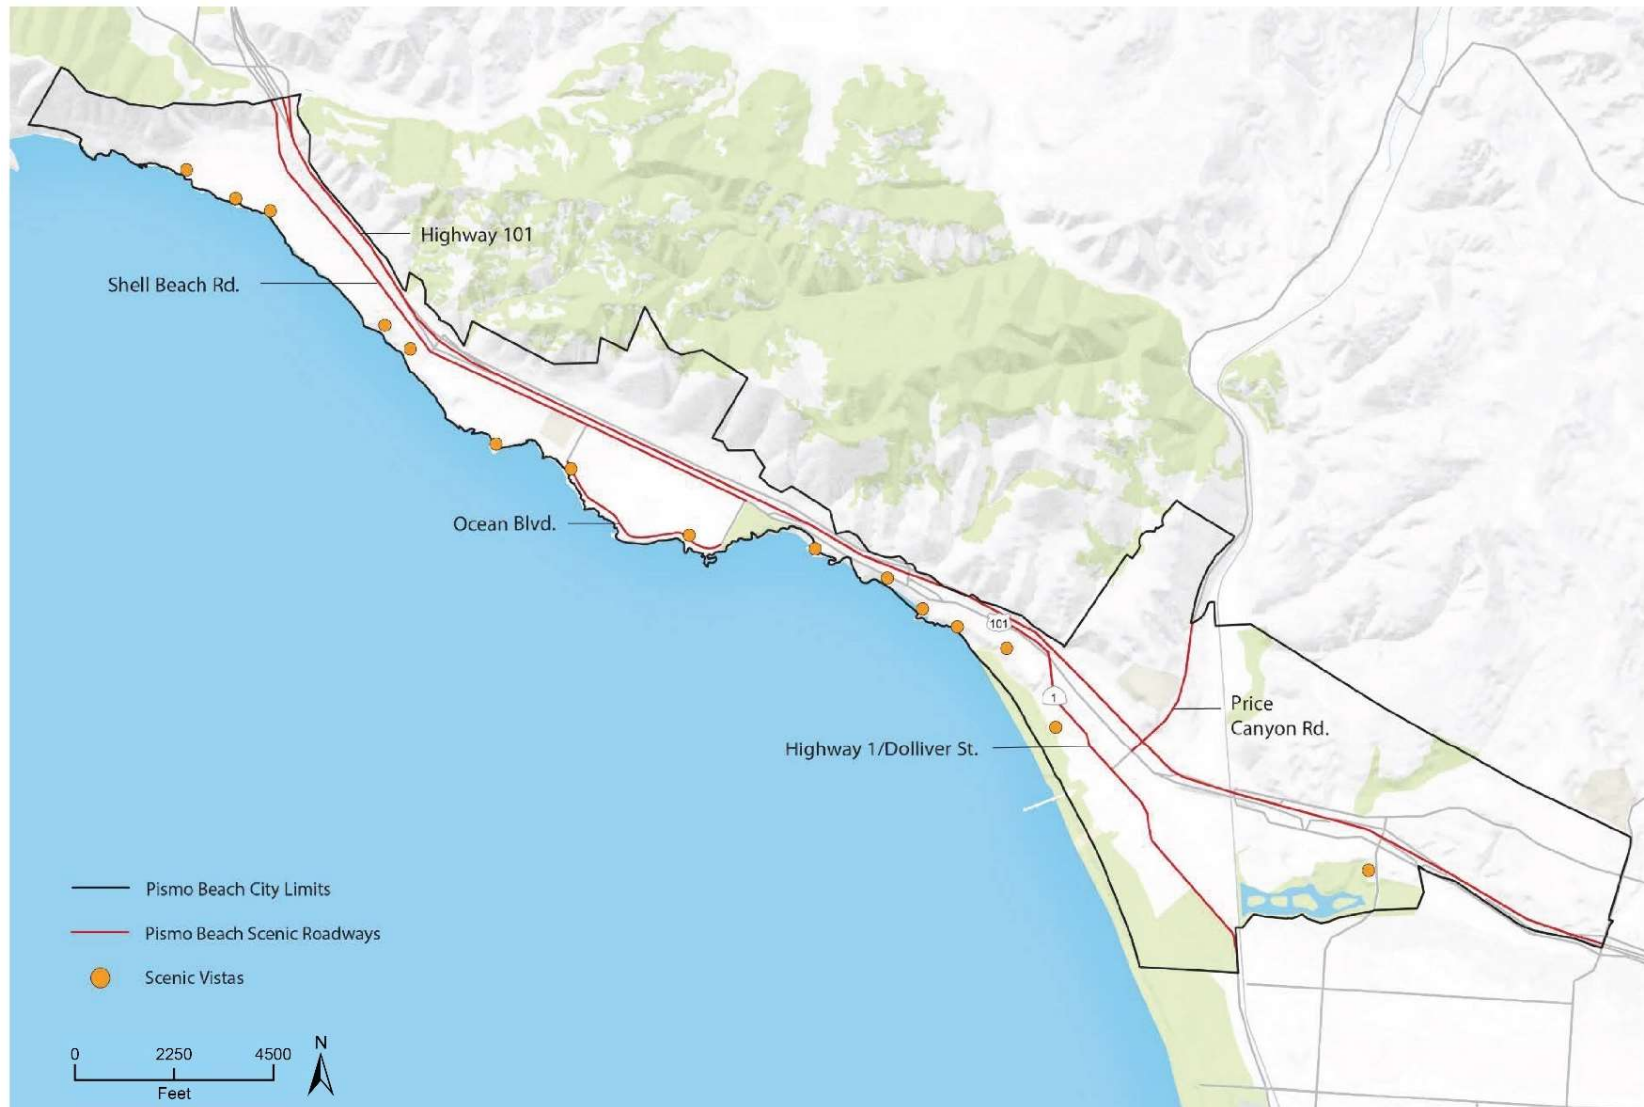 Highway 101
Shell Beach Rd.
Ocean Blvd.
101
1
Price
Canyon Rd.
Highway 1/Dolliver St.
Pismo Beach City Limits
Pismo Beach Scenic Roadways
Scenic Vistas
0 2250 4500
Feet
N